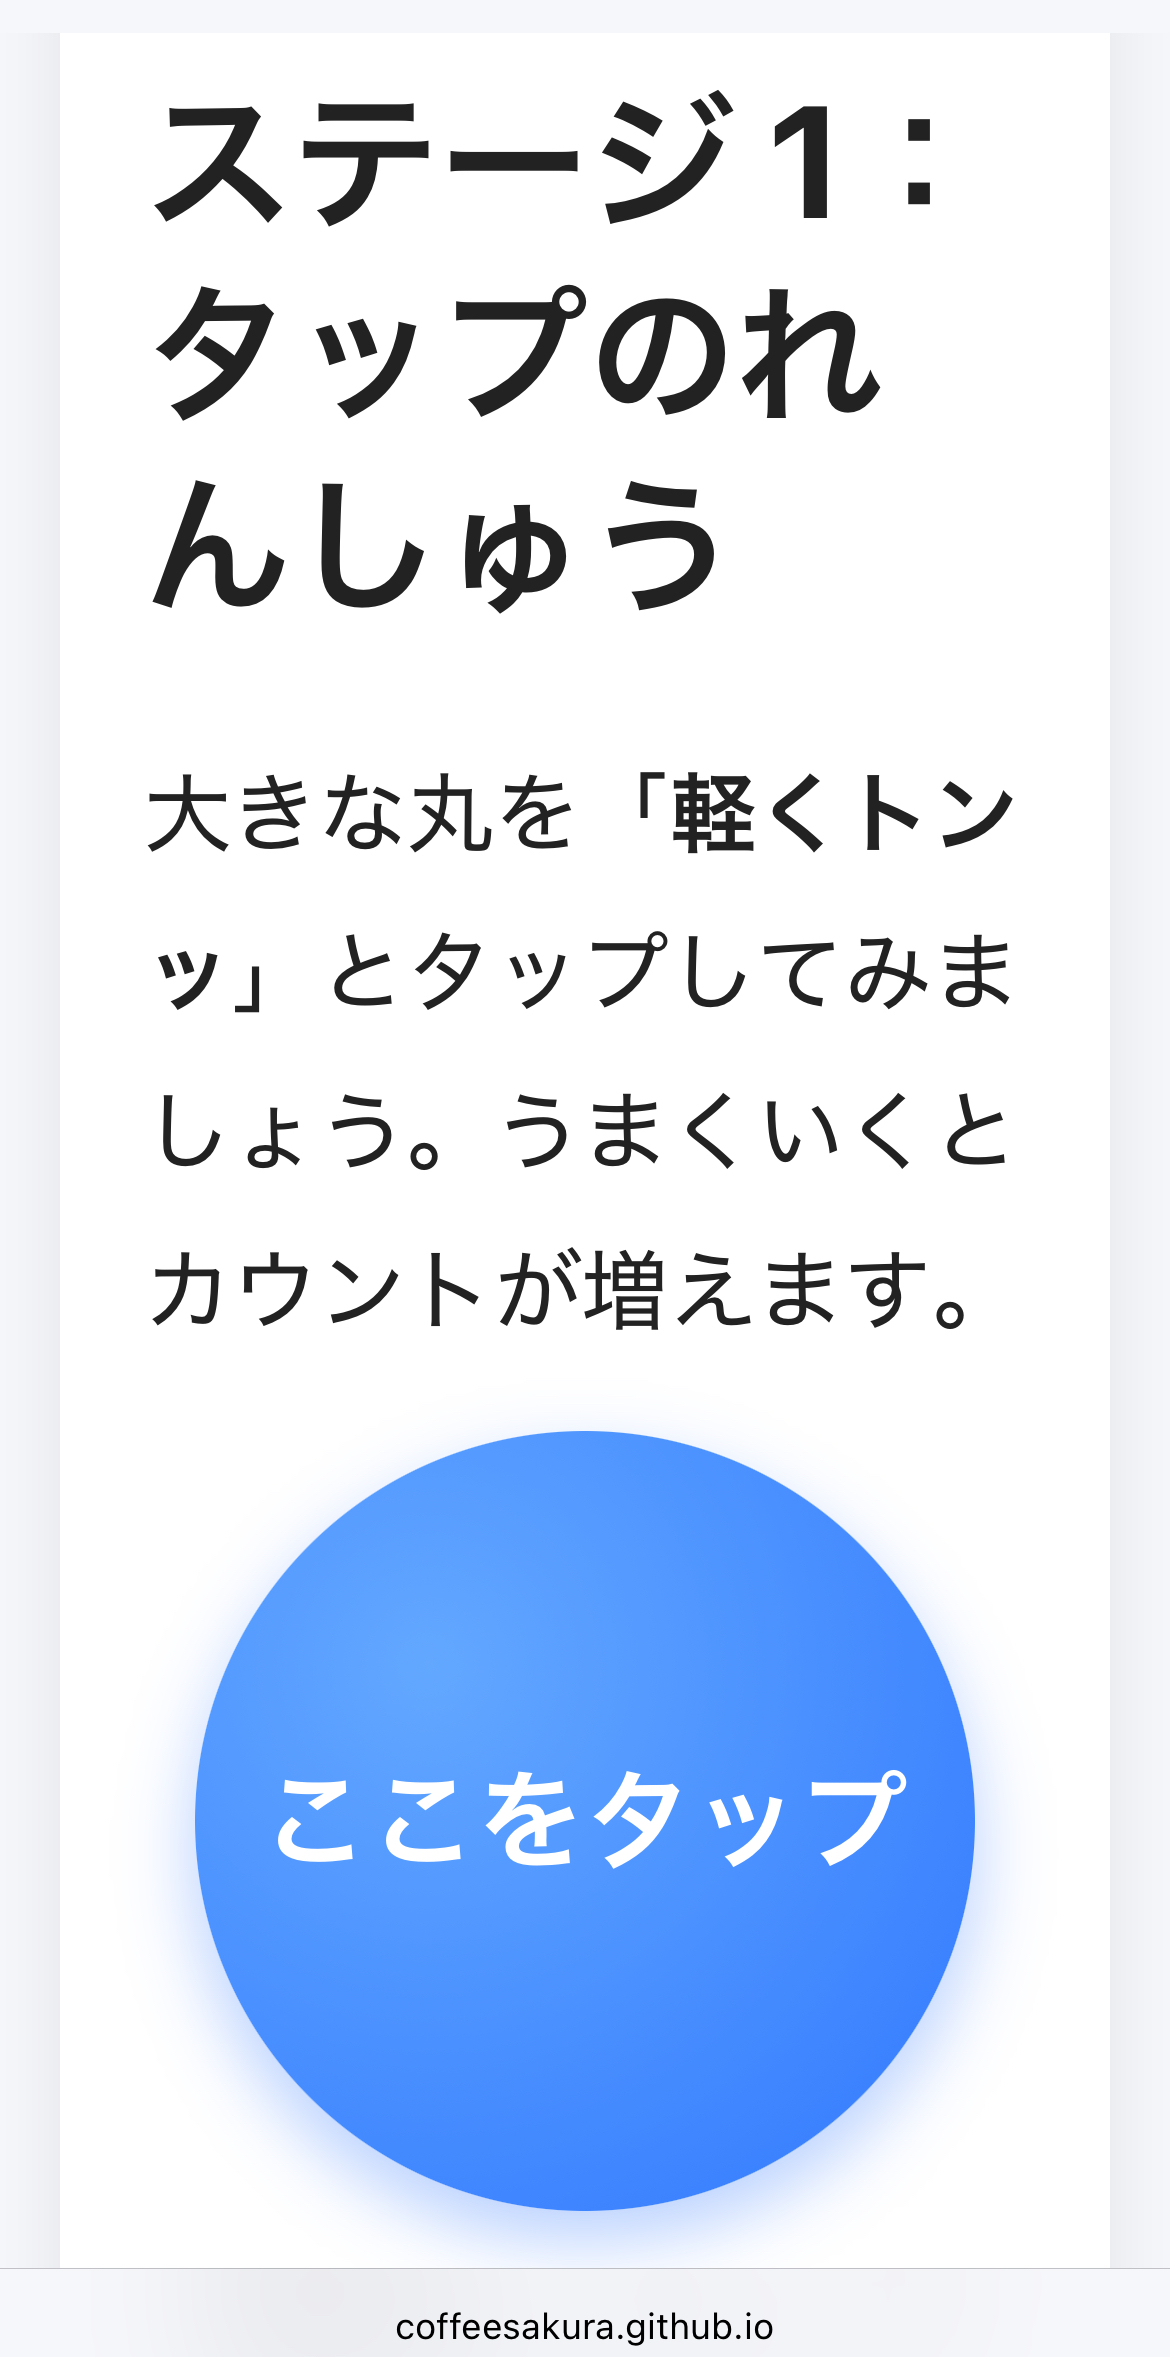 ステージ1：
タップのれ
んしゅう
大きな丸を「軽くトン
ッ」とタップしてみま
しょう。うまくいくと
カウントが増えます。
ここをタップ
coffeesakura.github.io